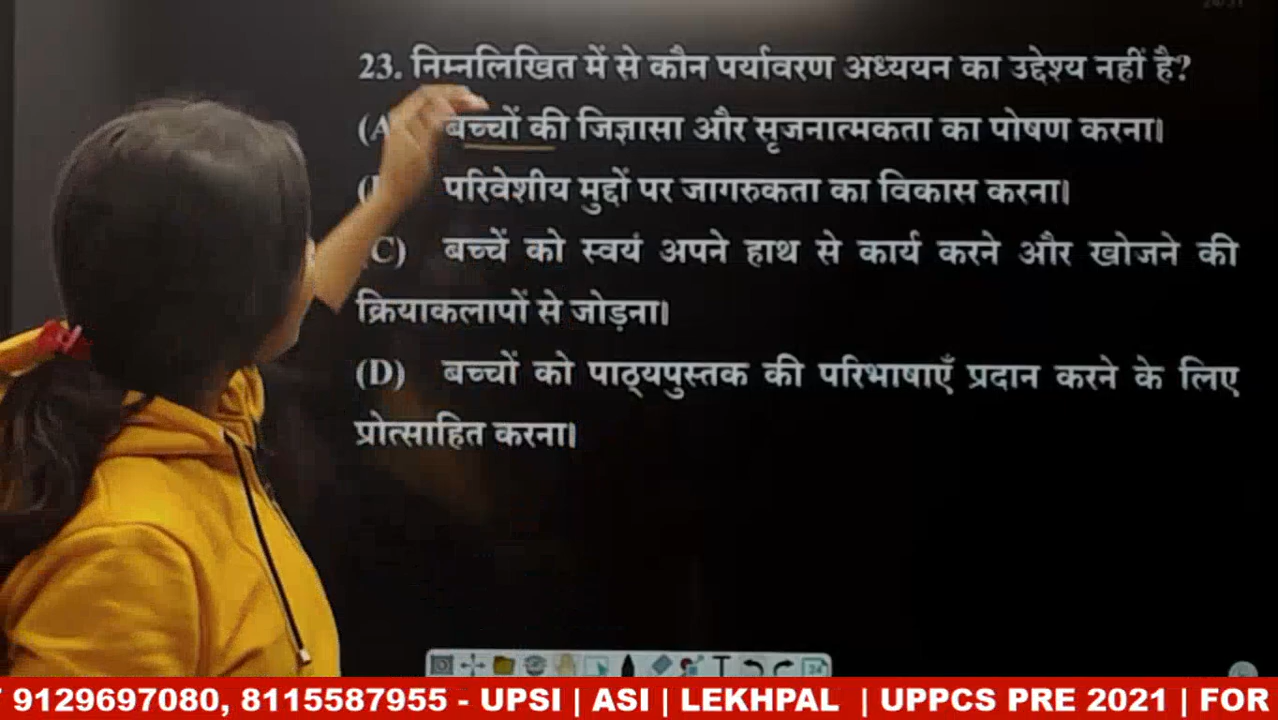 23. निम्नलिखित में से कौन पर्यावरण अध्ययन का उद्देश्य नहीं है?
(A बच्चों की जिज्ञासा और सृजनात्मकता का पोषण करना।
( परिवेशीय मुद्दों पर जागरुकता का विकास करना।
C) बच्चें को स्वयं अपने हाथ से कार्य करने और खोजने की
क्रियाकलापों से जोड़ना।
(D) बच्चों को पाठ्यपुस्तक की परिभाषाएँ प्रदान करने के लिए
प्रोत्साहित करना।
9129697080, 8115587955 - UPSI | ASI | LEKHPAL | UPPCS PRE 2021 | FOR